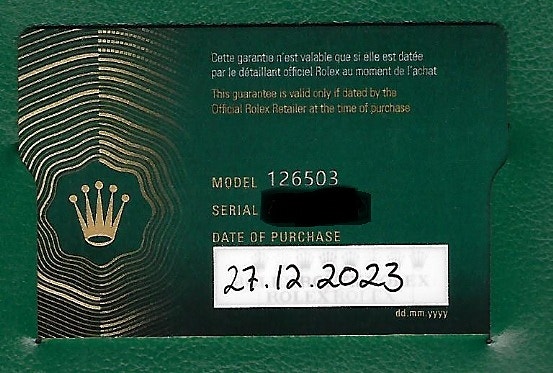 Cette garantie n'est valable que si elle est datée
par le détaillant officiel Rolex au moment de l'achat
This guarantee is valid only if dated by the
Official Rolex Retailer at the time of purchase
MODEL 126503
SERIAL
DATE OF PURCHASE
27.12.2023
dd.mm.yyyy